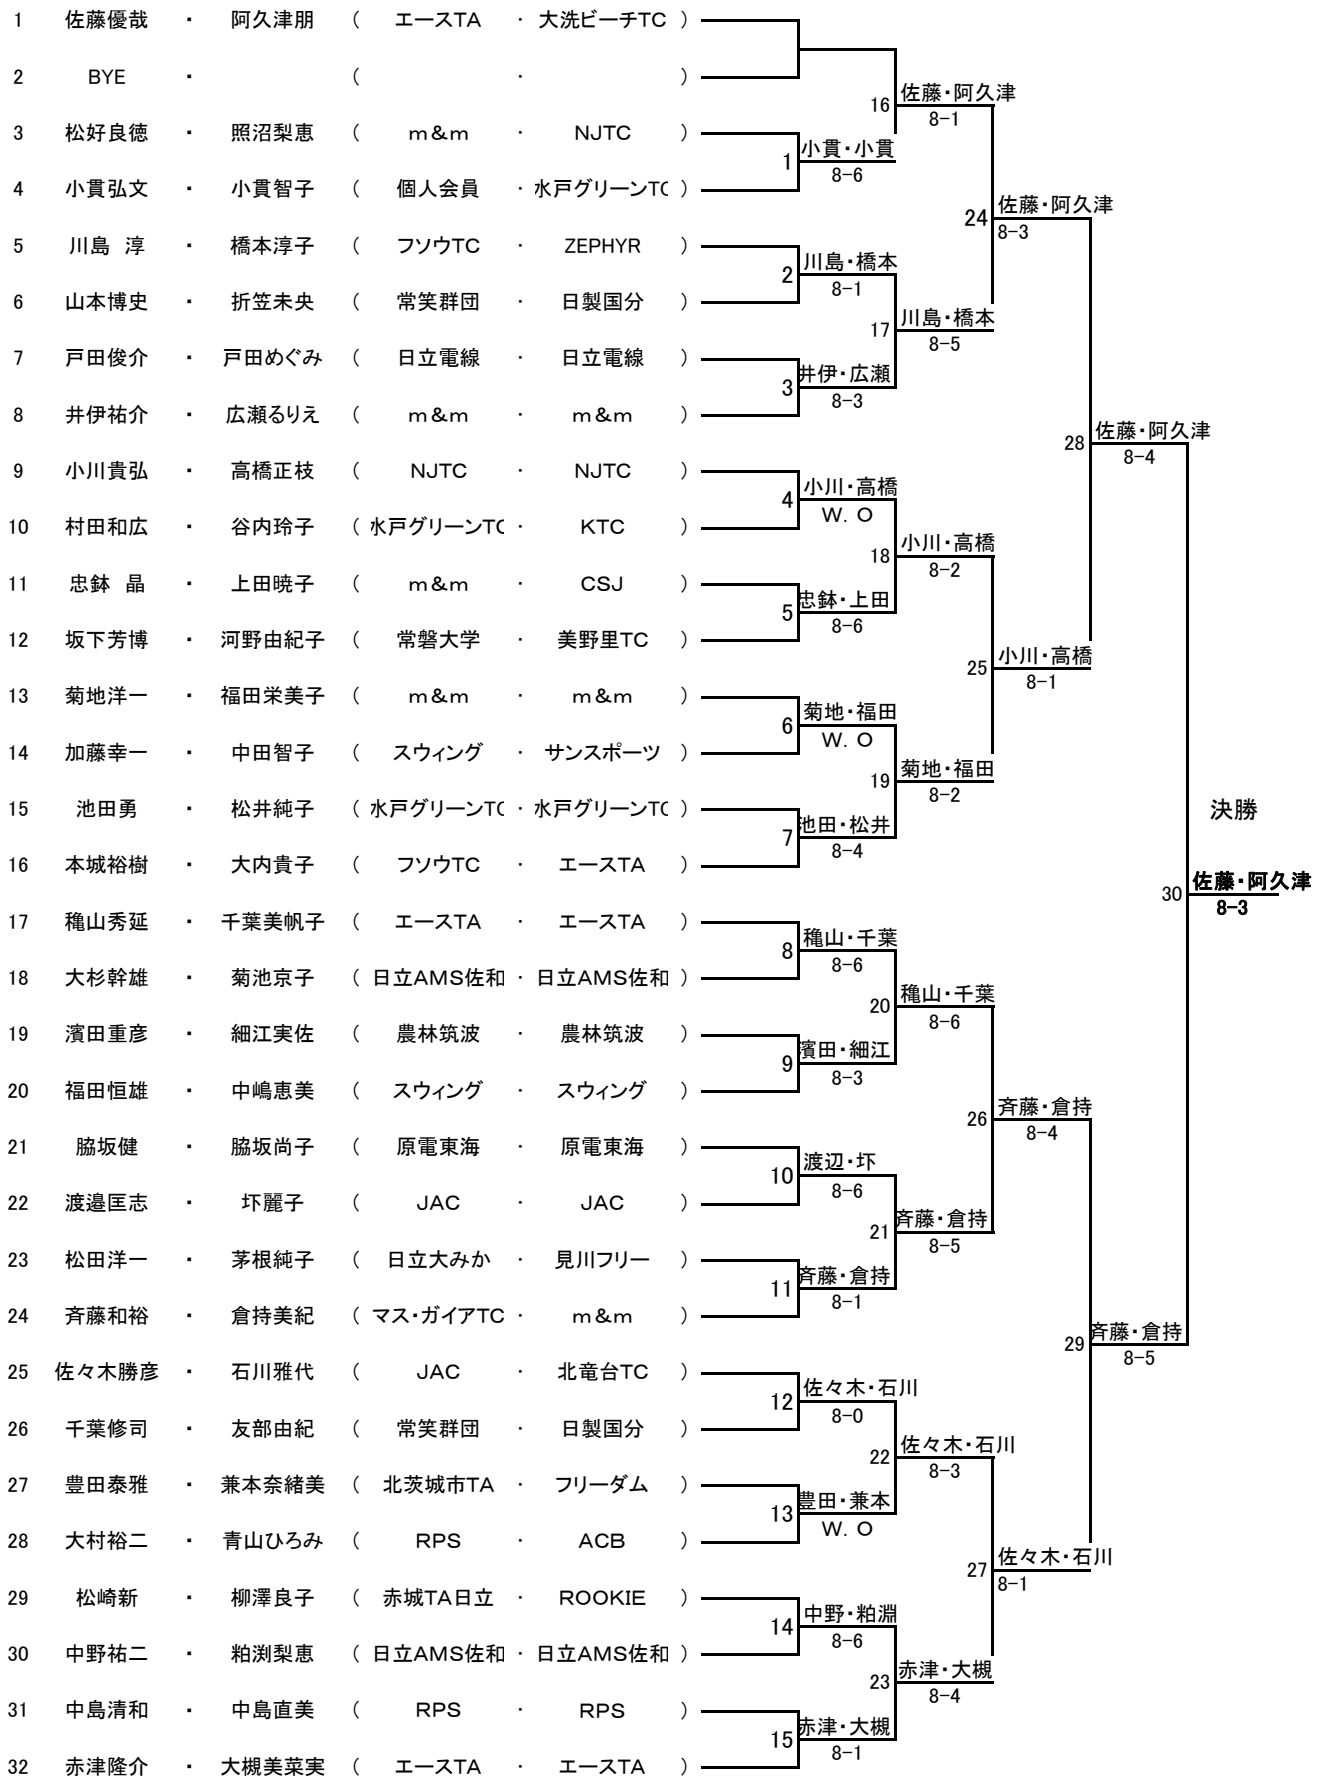 1 佐藤優哉 ・ 阿久津朋 ( エースTA ・ 大洗ビーチTC )
2 BYE ・ ( ・ )
16 佐藤・阿久津
8-1
3 松好良徳 ・ 照沼梨恵 ( m&m ・ NJTC )
1 小貫・小貫
8-6
4 小貫弘文 ・ 小貫智子 ( 個人会員 ・ 水戸グリーンTC )
24 佐藤・阿久津
8-3
5 川島 淳 ・ 橋本淳子 ( フソウTC ・ ZEPHYR )
2 川島・橋本
8-1
6 山本博史 ・ 折笠未央 ( 常笑群団 ・ 日製国分 )
17 川島・橋本
8-5
7 戸田俊介 ・ 戸田めぐみ ( 日立電線 ・ 日立電線 )
3 井伊・広瀬
8-3
8 井伊祐介 ・ 広瀬るりえ ( m&m ・ m&m )
28 佐藤・阿久津
8-4
9 小川貴弘 ・ 高橋正枝 ( NJTC ・ NJTC )
4 小川・高橋
W.O
10 村田和広 ・ 谷内玲子 ( 水戸グリーンTC ・ KTC )
18 小川・高橋
8-2
11 忠鉢 晶 ・ 上田暁子 ( m&m ・ CSJ )
5 忠鉢・上田
8-6
12 坂下芳博 ・ 河野由紀子 ( 常磐大学 ・ 美野里TC )
25 小川・高橋
8-1
13 菊地洋一 ・ 福田栄美子 ( m&m ・ m&m )
6 菊地・福田
W.O
14 加藤幸一 ・ 中田智子 ( スウィング ・ サンスポーツ )
19 菊地・福田
8-2
15 池田勇 ・ 松井純子 ( 水戸グリーンTC ・ 水戸グリーンTC )
決勝
7 池田・松井
8-4
16 本城裕樹 ・ 大内貴子 ( フソウTC ・ エースTA )
30 佐藤・阿久津
8-3
17 穐山秀延 ・ 千葉美帆子 ( エースTA ・ エースTA )
8 穐山・千葉
8-6
18 大杉幹雄 ・ 菊池京子 ( 日立AMS佐和 ・ 日立AMS佐和 )
20 穐山・千葉
8-6
19 濱田重彦 ・ 細江実佐 ( 農林筑波 ・ 農林筑波 )
9 濱田・細江
8-3
20 福田恒雄 ・ 中嶋恵美 ( スウィング ・ スウィング )
26 斉藤・倉持
8-4
21 脇坂健 ・ 脇坂尚子 ( 原電東海 ・ 原電東海 )
10 渡辺・圷
8-6
22 渡邉匡志 ・ 圷麗子 ( JAC ・ JAC )
21 斉藤・倉持
8-5
23 松田洋一 ・ 茅根純子 ( 日立大みか ・ 見川フリー )
11 斉藤・倉持
8-1
24 斉藤和裕 ・ 倉持美紀 ( マス・ガイアTC ・ m&m )
29 斉藤・倉持
8-5
25 佐々木勝彦 ・ 石川雅代 ( JAC ・ 北竜台TC )
12 佐々木・石川
8-0
26 千葉修司 ・ 友部由紀 ( 常笑群団 ・ 日製国分 )
22 佐々木・石川
8-3
27 豊田泰雅 ・ 兼本奈緒美 ( 北茨城市TA ・ フリーダム )
13 豊田・兼本
W.O
28 大村裕二 ・ 青山ひろみ ( RPS ・ ACB )
27 佐々木・石川
8-1
29 松崎新 ・ 柳澤良子 ( 赤城TA日立 ・ ROOKIE )
14 中野・粕淵
8-6
30 中野祐二 ・ 粕渕梨恵 ( 日立AMS佐和 ・ 日立AMS佐和 )
23 赤津・大槻
8-4
31 中島清和 ・ 中島直美 ( RPS ・ RPS )
15 赤津・大槻
8-1
32 赤津隆介 ・ 大槻美菜実 ( エースTA ・ エースTA )